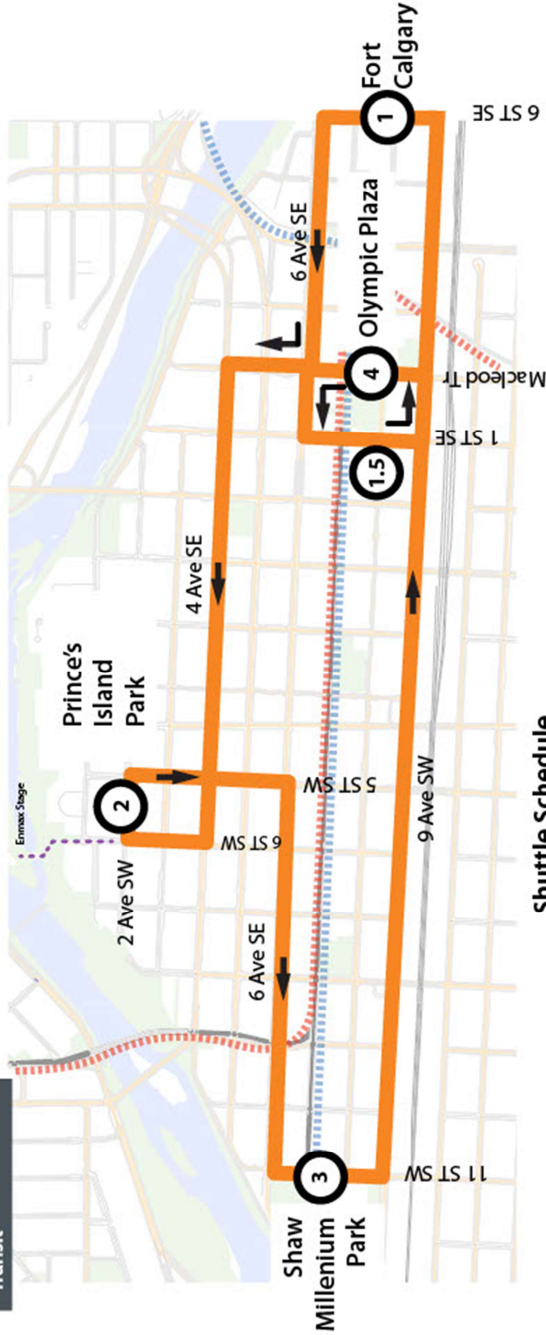 Transit
Enmax Stage
Prince's
Island
Park
2
2 Ave SW
6 ST SW
5 ST SW
4 Ave SE
6 Ave SE
6 Ave SE
1
Fort
Calgary
6 ST SE
Olympic Plaza
4
Macleod Tr
1 ST SE
1.5
9 Ave SW
Shaw
Millenium
Park
3
11 ST SW
Shuttle Schedule